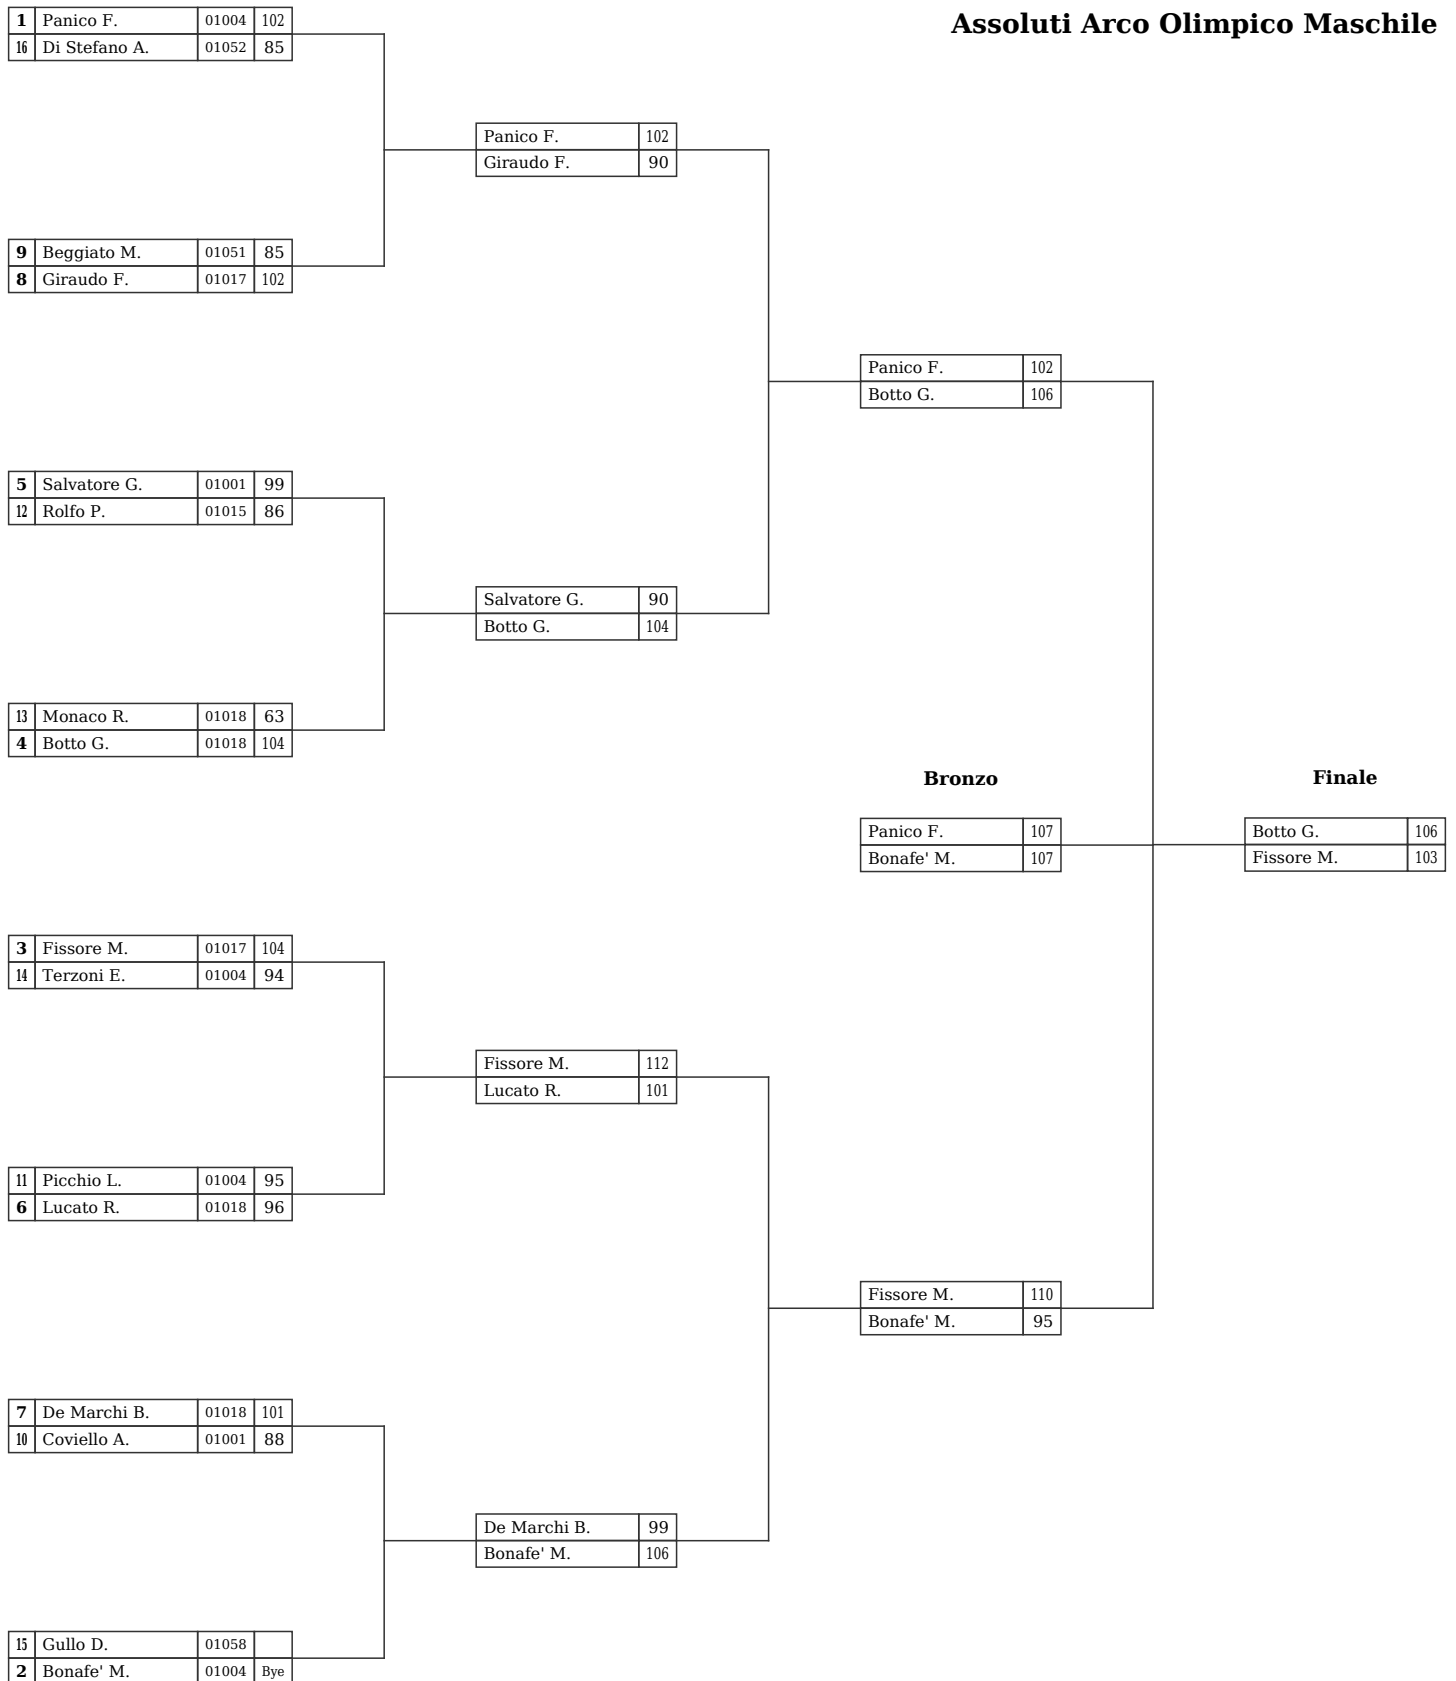 Assoluti Arco Olimpico Maschile
1 Panico F. 01004 102
16 Di Stefano A. 01052 85
Panico F. 102
Giraudo F. 90
9 Beggiato M. 01051 85
8 Giraudo F. 01017 102
Panico F. 102
Botto G. 106
5 Salvatore G. 01001 99
12 Rolfo P. 01015 86
Salvatore G. 90
Botto G. 104
13 Monaco R. 01018 63
4 Botto G. 01018 104
Bronzo
Panico F. 107
Bonafe' M. 107
Finale
Botto G. 106
Fissore M. 103
3 Fissore M. 01017 104
14 Terzoni E. 01004 94
Fissore M. 112
Lucato R. 101
11 Picchio L. 01004 95
6 Lucato R. 01018 96
Fissore M. 110
Bonafe' M. 95
7 De Marchi B. 01018 101
10 Coviello A. 01001 88
De Marchi B. 99
Bonafe' M. 106
15 Gullo D. 01058
2 Bonafe' M. 01004 Bye